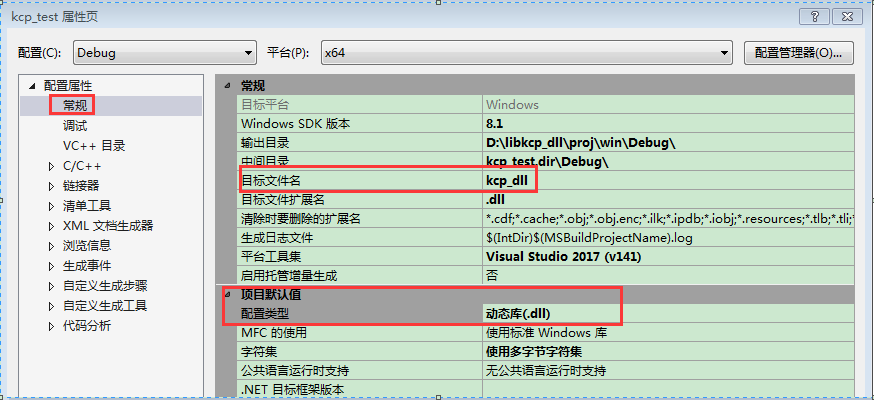 kcp_test 属性页
配置(C): Debug 平台(P): x64 配置管理器(O)...
配置属性
常规
调试
VC++ 目录
C/C++
链接器
清单工具
XML 文档生成器
浏览信息
生成事件
自定义生成步骤
自定义生成工具
代码分析
常规
目标平台 Windows
Windows SDK 版本 8.1
输出目录 D:\libkcp_dll\proj\win\Debug\
中间目录 kcp_test.dir\Debug\
目标文件名 kcp_dll
目标文件扩展名 .dll
清除时要删除的扩展名 *.cdf;*.cache;*.obj;*.obj.enc;*.ilk;*.ipdb;*.iobj;*.resources;*.tlb;*.tli;*
生成日志文件 $(IntDir)$(MSBuildProjectName).log
平台工具集 Visual Studio 2017 (v141)
启用托管增量生成 否
项目默认值
配置类型 动态库(.dll)
MFC 的使用 使用标准 Windows 库
字符集 使用多字节字符集
公共语言运行时支持 无公共语言运行时支持
.NET 目标框架版本